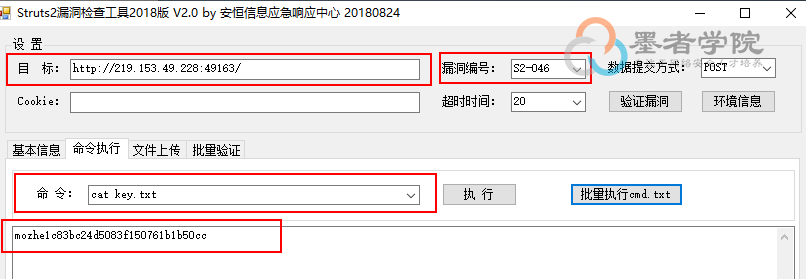 Struts2漏洞检查工具2018版 V2.0 by 安恒信息应急响应中心 20180824
设 置
目 标: http://219.153.49.228:49163/ 漏洞编号: S2-046 数据提交方式: POST
墨者学院
Cookie: 超时时间: 20 验证漏洞 环境信息
基本信息 命令执行 文件上传 批量验证
命 令: cat key.txt 执 行 批量执行cmd.txt
mozhe1c83bc24d5083f150761b1b50cc